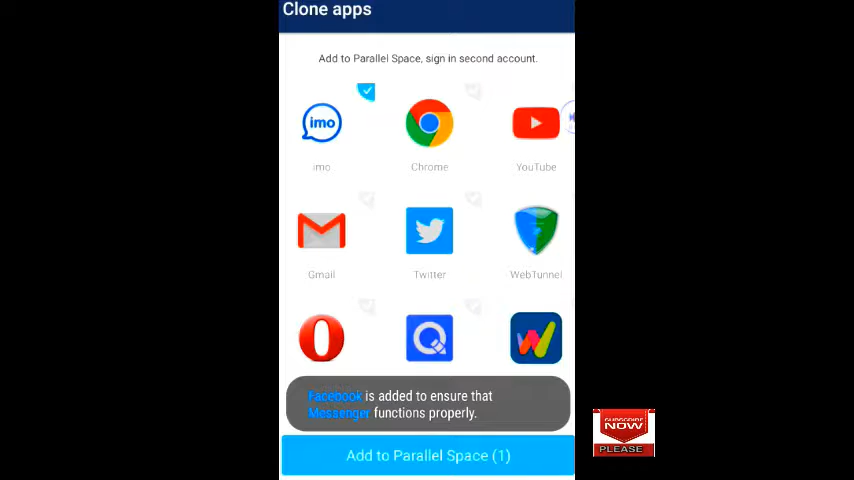 Clone apps
Add to Parallel Space, sign in second account.
imo
imo
Chrome
YouTube
Gmail
Twitter
WebTunnel
Facebook is added to ensure that
Messenger functions properly.
Add to Parallel Space (1)
SUBSCRIBE
NOW
PLEASE